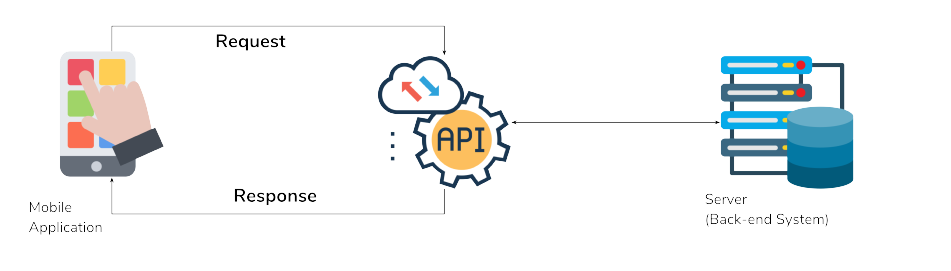 Request
API
Response
Mobile
Application
Server
(Back-end System)